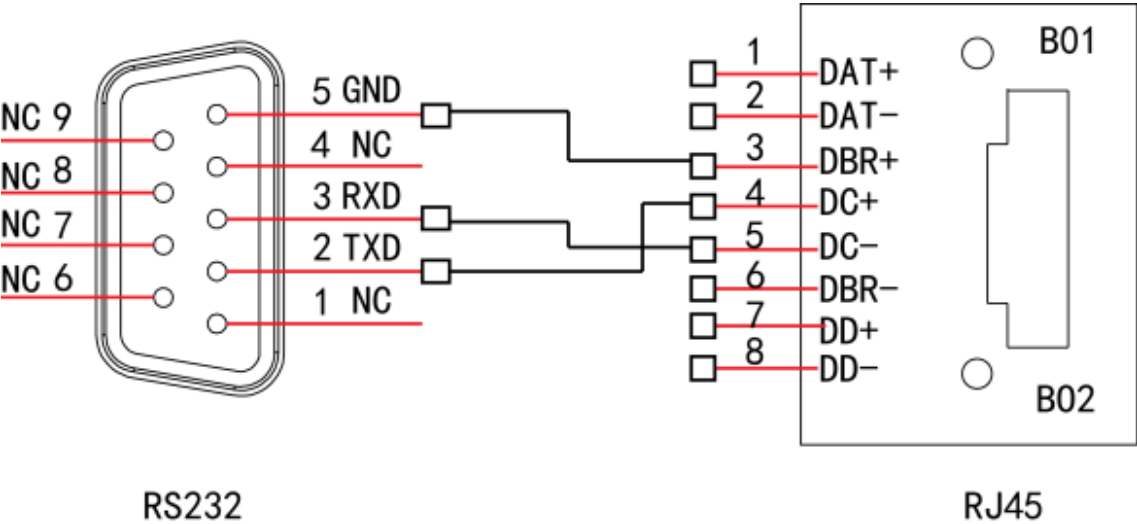 NC 9
NC 8
NC 7
NC 6
5 GND
4 NC
3 RXD
2 TXD
1 NC
1 DAT+
2 DAT-
3 DBR+
4 DC+
5 DC-
6 DBR-
7 DD+
8 DD-
B01
B02
RS232
RJ45